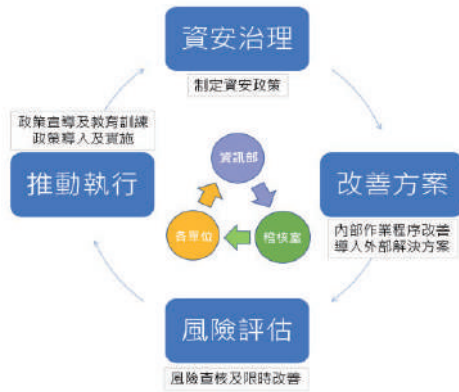 資安治理
制定資安政策
政策宣導及教育訓練
政策導入及實施
推動執行
資訊部
各單位
稽核室
改善方案
內部作業程序改善
導入外部解決方案
風險評估
風險查核及限時改善